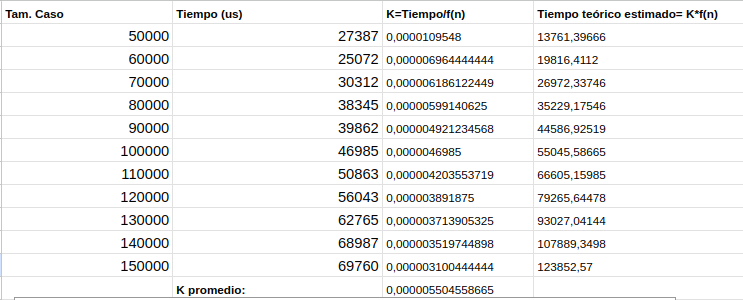 Tam. Caso Tiempo (us) K=Tiempo/f(n) Tiempo teórico estimado= K*f(n)
50000 27387 0,0000109548 13761,39666
60000 25072 0,000006964444444 19816,4112
70000 30312 0,000006186122449 26972,33746
80000 38345 0,00000599140625 35229,17546
90000 39862 0,000004921234568 44586,92519
100000 46985 0,0000046985 55045,58665
110000 50863 0,000004203553719 66605,15985
120000 56043 0,000003891875 79265,64478
130000 62765 0,000003713905325 93027,04144
140000 68987 0,000003519744898 107889,3498
150000 69760 0,000003100444444 123852,57
K promedio: 0,000005504558665